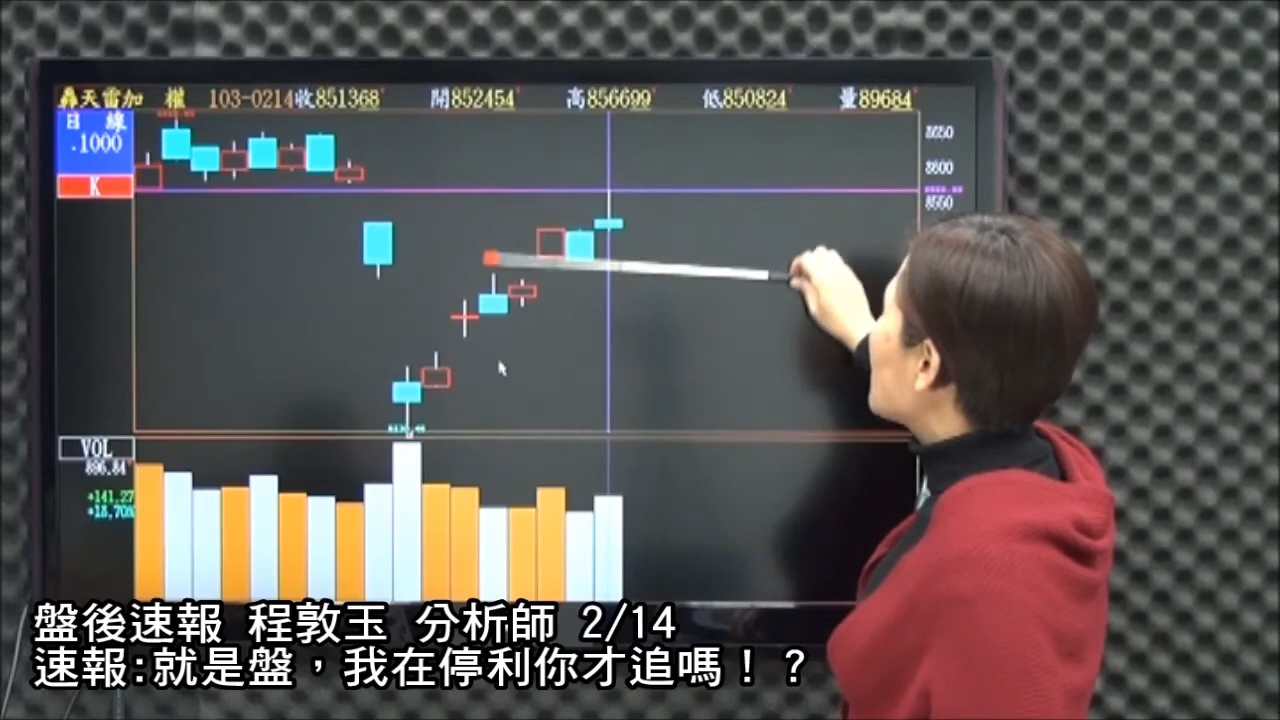 轟天雷加 權 103-0214收851368 開852454 高856699 低850824 量89684
日 線
.1000
K
8650
8600
8550
VOL
896.84
+141.27
+18,70%
盤後速報 程敦玉 分析師 2/14
速報:就是盤，我在停利你才追嗎！？